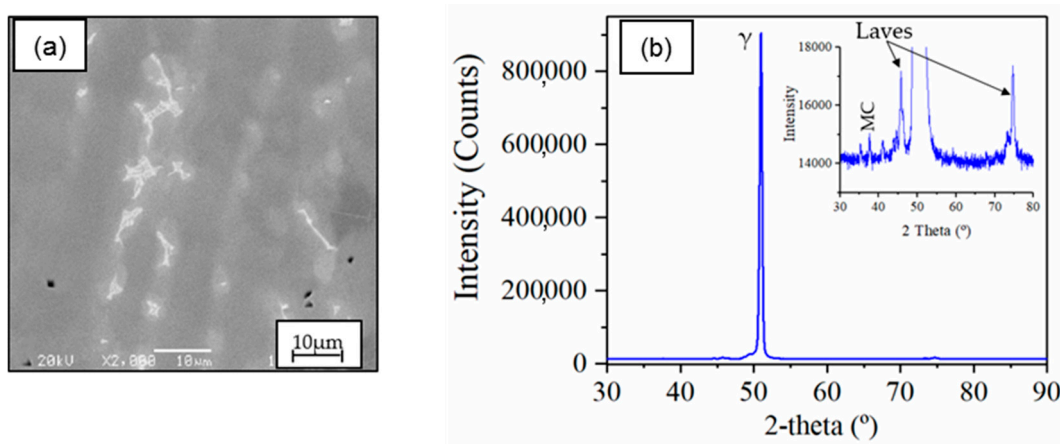 (a)
20kV X2,000 10μm 1
10μm
(b)
γ
800,000
600,000
400,000
200,000
0
30 40 50 60 70 80 90
Intensity (Counts)
2-theta (º)
Laves
MC
18000
16000
14000
30 40 50 60 70 80
Intensity
2 Theta (º)